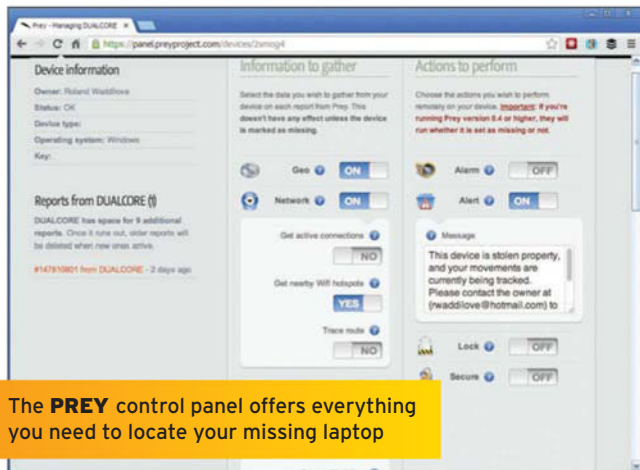 Prey - Managing DUALCORE
https://panel.preyproject.com/devices/2smog4
Device information
Owner: Roland Waddilove
Status: OK
Device type:
Operating system: Windows
Key:
Reports from DUALCORE (1)
DUALCORE has space for 9 additional
reports. Once it runs out, older reports will
be deleted when new ones arrive.
#147810801 from DUALCORE - 2 days ago
Information to gather
Select the data you wish to gather from your
device on each report from Prey. This
doesn't have any effect unless the device
is marked as missing.
Geo ? ON
Network ? ON
Get active connections ?
NO
Get nearby Wifi hotspots ?
YES
Trace route ?
NO
Actions to perform
Choose the actions you wish to perform
remotely on your device. Important: If you're
running Prey version 0.4 or higher, they will
run whether it is set as missing or not.
Alarm ? OFF
Alert ? ON
? Message
This device is stolen property,
and your movements are
currently being tracked.
Please contact the owner at
(rwaddilove@hotmail.com) to
Lock ? OFF
Secure ? OFF
The PREY control panel offers everything
you need to locate your missing laptop